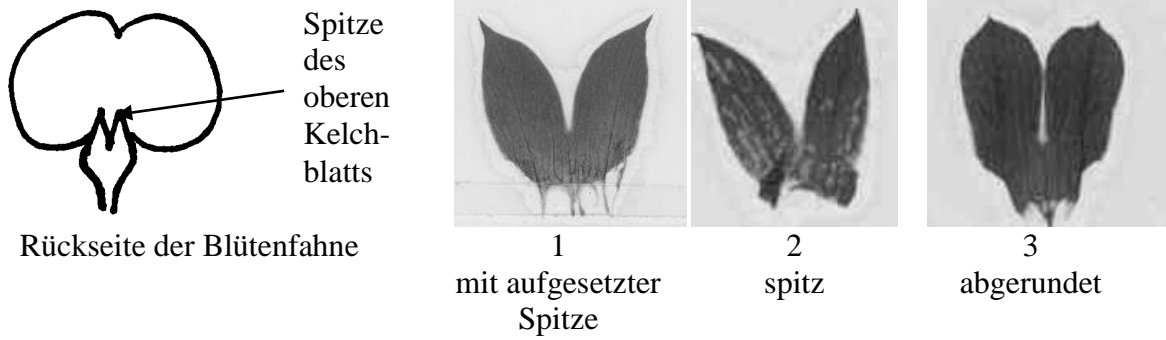 Spitze
des
oberen
Kelch-
blatts
Rückseite der Blütenfahne
1
mit aufgesetzter
Spitze
2
spitz
3
abgerundet